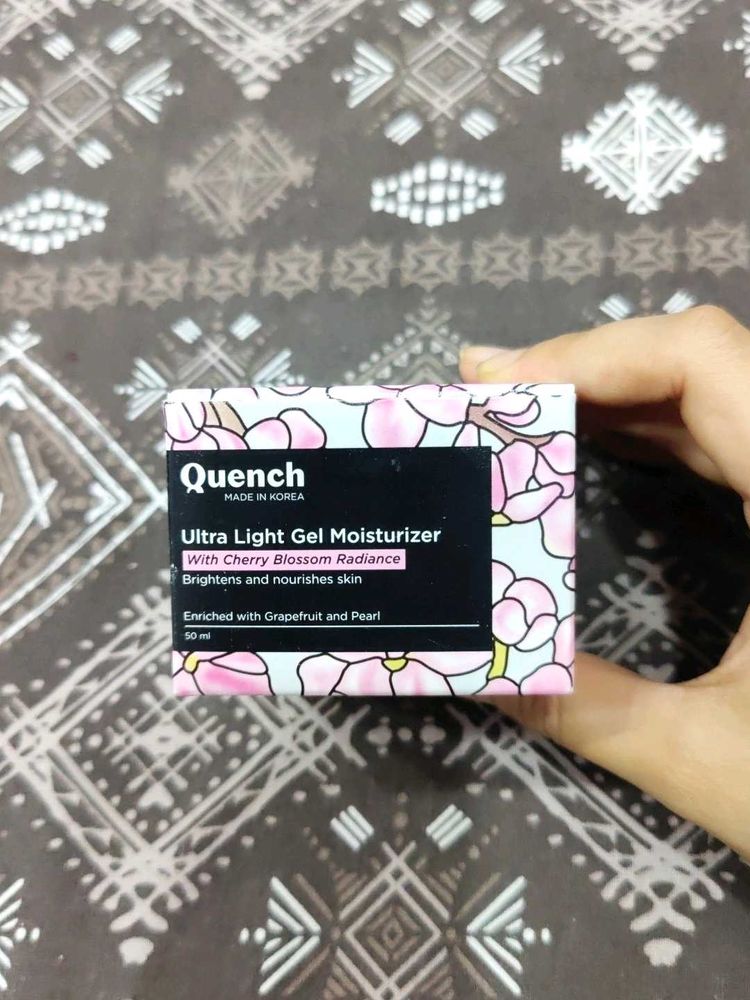 Quench
MADE IN KOREA
Ultra Light Gel Moisturizer
With Cherry Blossom Radiance
Brightens and nourishes skin
Enriched with Grapefruit and Pearl
50 ml